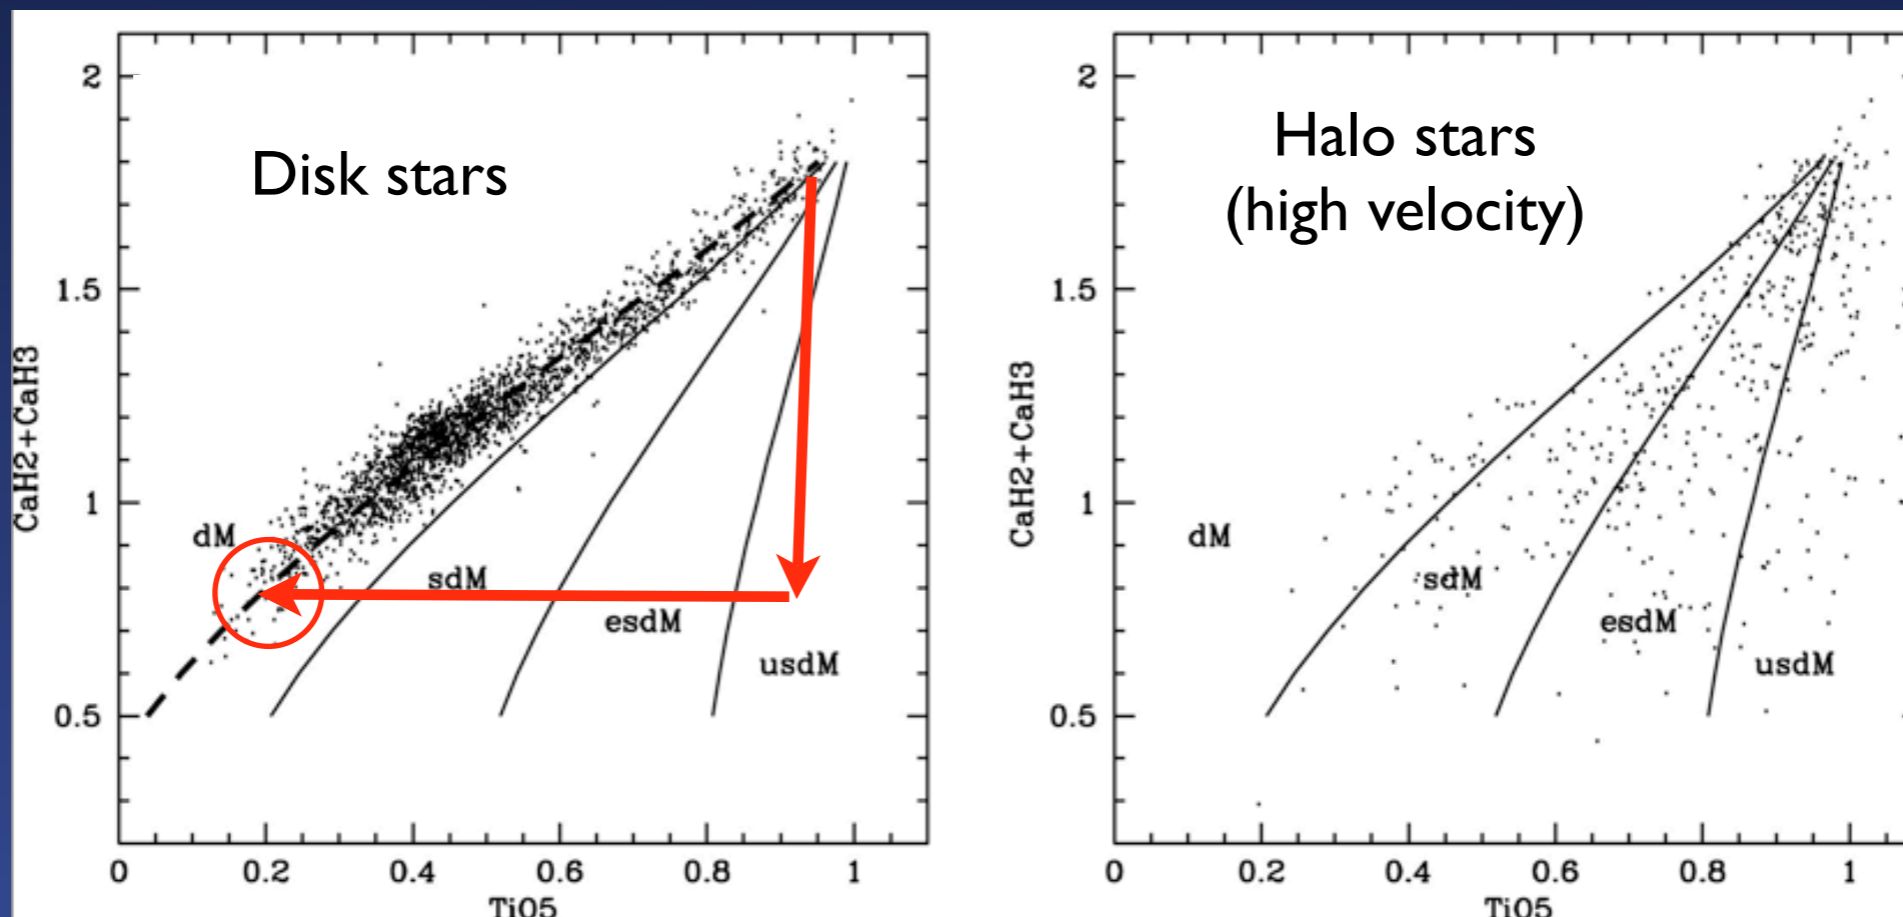 2
1.5
1
0.5
CaH2+CaH3
Disk stars
dM
sdM
esdM
usdM
0
0.2
0.4
0.6
0.8
1
TiO5
2
1.5
1
0.5
CaH2+CaH3
Halo stars
(high velocity)
dM
sdM
esdM
usdM
0
0.2
0.4
0.6
0.8
1
TiO5